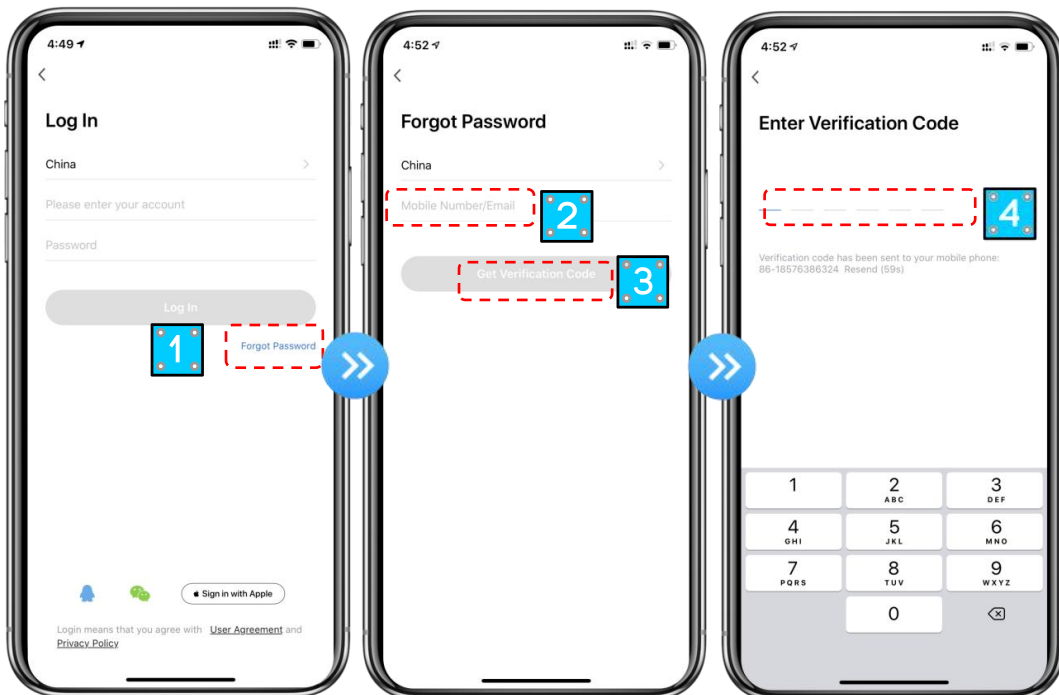 4:49
Log In
China
Please enter your account
Password
Log In
1
Forgot Password
Sign in with Apple
Login means that you agree with User Agreement and
Privacy Policy
4:52
Forgot Password
China
Mobile Number/Email
2
Get Verification Code
3
4:52
Enter Verification Code
4
Verification code has been sent to your mobile phone:
86-18576386324 Resend (59s)
1
2
ABC
3
DEF
4
GHI
5
JKL
6
MNO
7
PQRS
8
TUV
9
WXYZ
0